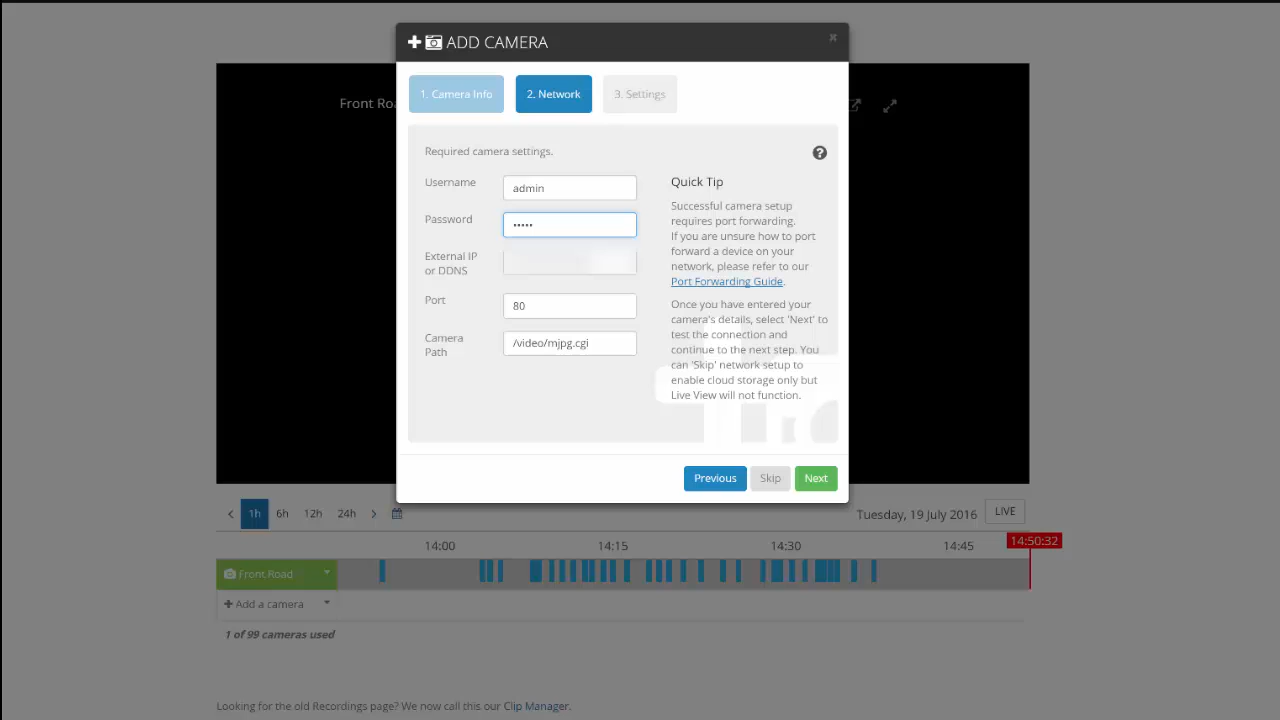 ADD CAMERA
1. Camera Info
2. Network
3. Settings
Front Roa
Required camera settings.
Username
admin
Password
•••••
External IP
or DDNS
Port
80
Camera
Path
/video/mjpg.cgi
Quick Tip
Successful camera setup
requires port forwarding.
If you are unsure how to port
forward a device on your
network, please refer to our
Port Forwarding Guide.
Once you have entered your
camera's details, select 'Next' to
test the connection and
continue to the next step. You
can 'Skip' network setup to
enable cloud storage only but
Live View will not function.
Previous
Skip
Next
1h
6h
12h
24h
Tuesday, 19 July 2016
LIVE
14:50:32
14:00
14:15
14:30
14:45
Front Road
Add a camera
1 of 99 cameras used
Looking for the old Recordings page? We now call this our Clip Manager.